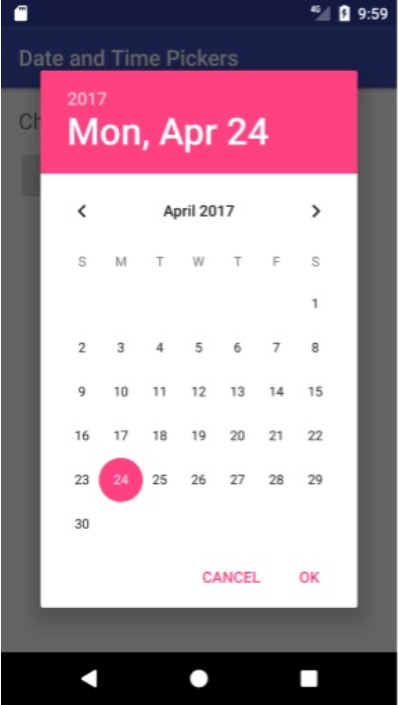 4G 9:59
Date and Time Pickers
Ch
2017
Mon, Apr 24
April 2017
S M T W T F S
1
2 3 4 5 6 7 8
9 10 11 12 13 14 15
16 17 18 19 20 21 22
23 24 25 26 27 28 29
30
CANCEL OK